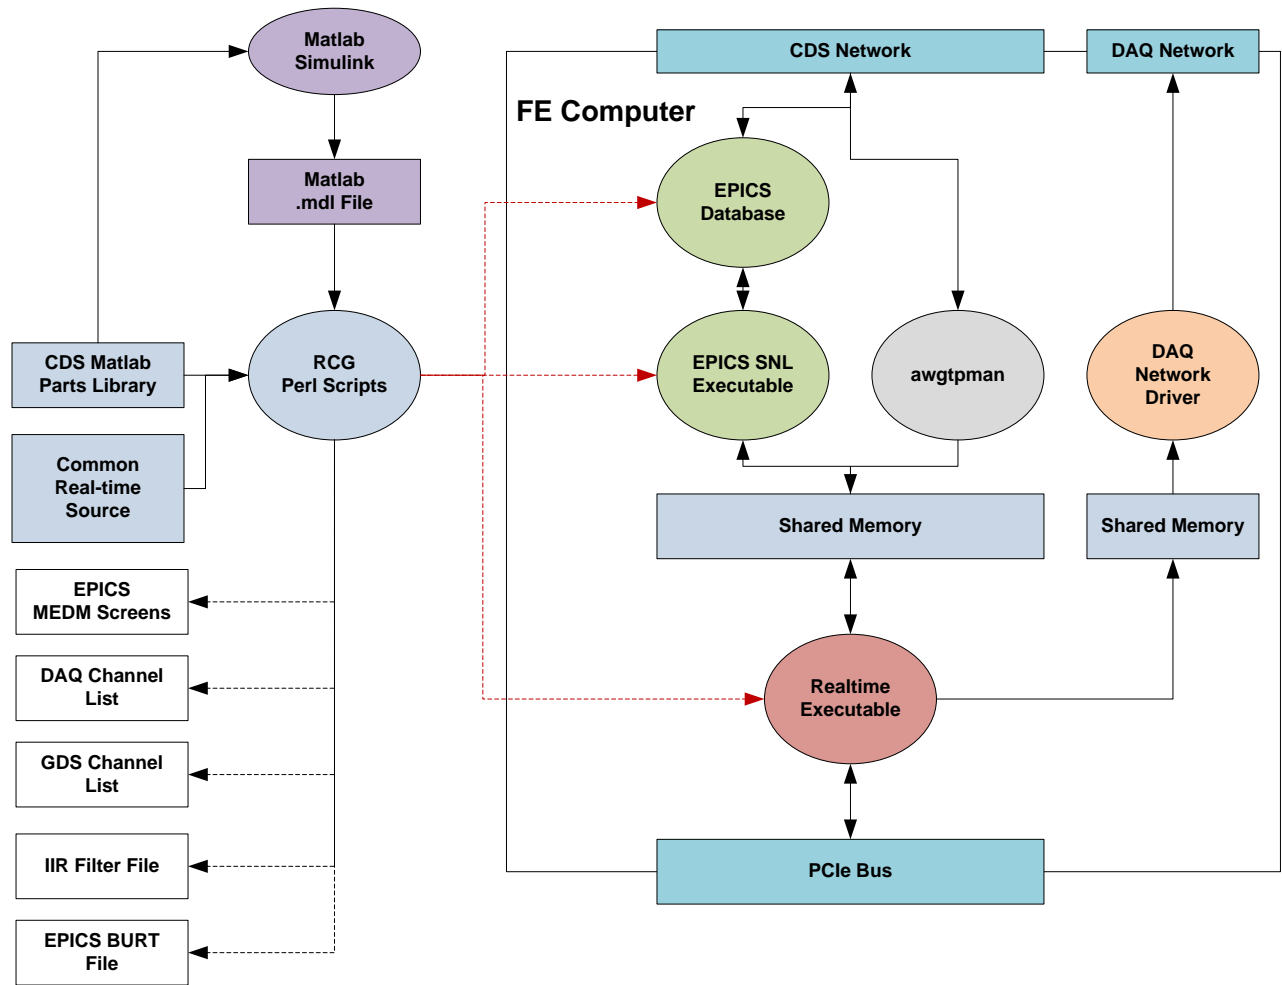 Matlab
Simulink
Matlab
.mdl File
CDS Matlab
Parts Library
RCG
Perl Scripts
Common
Real-time
Source
EPICS
MEDM Screens
DAQ Channel
List
GDS Channel
List
IIR Filter File
EPICS BURT
File
CDS Network
DAQ Network
FE Computer
EPICS
Database
EPICS SNL
Executable
awgtpman
DAQ
Network
Driver
Shared Memory
Shared Memory
Realtime
Executable
PCIe Bus